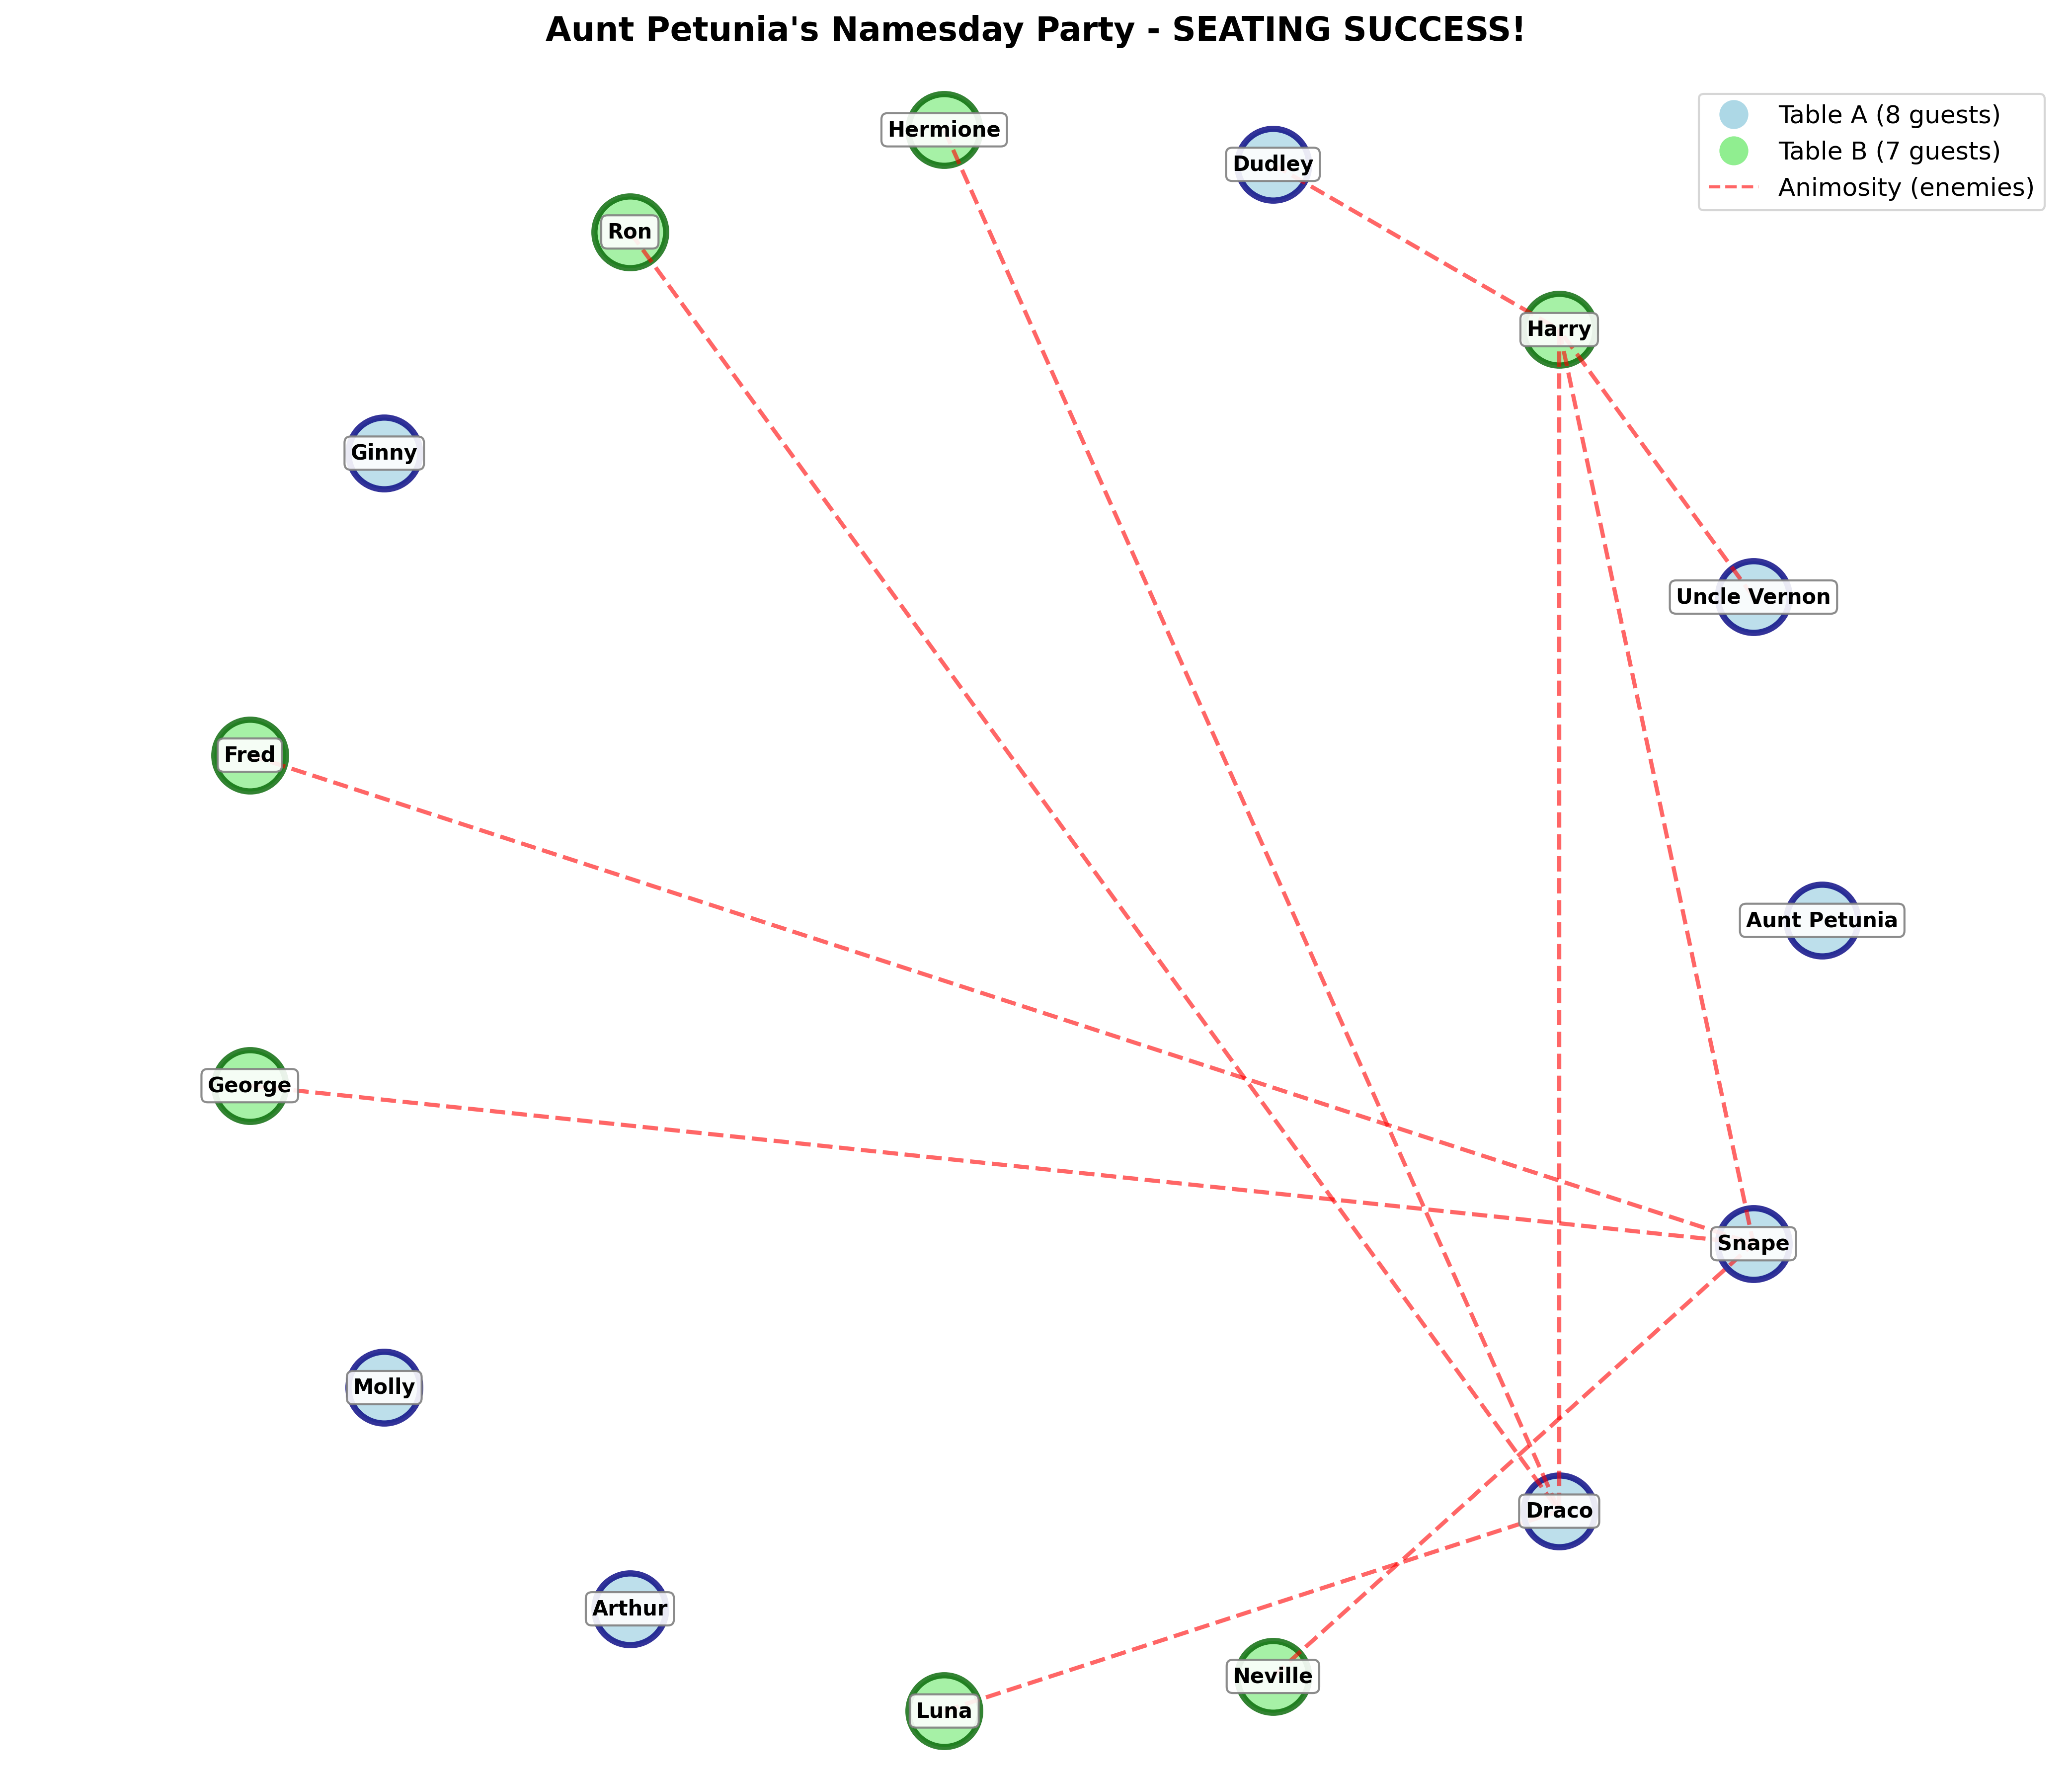 Aunt Petunia's Namesday Party - SEATING SUCCESS!
Table A (8 guests)
Table B (7 guests)
Animosity (enemies)
Hermione
Dudley
Ron
Harry
Ginny
Uncle Vernon
Fred
Aunt Petunia
George
Snape
Molly
Draco
Arthur
Neville
Luna